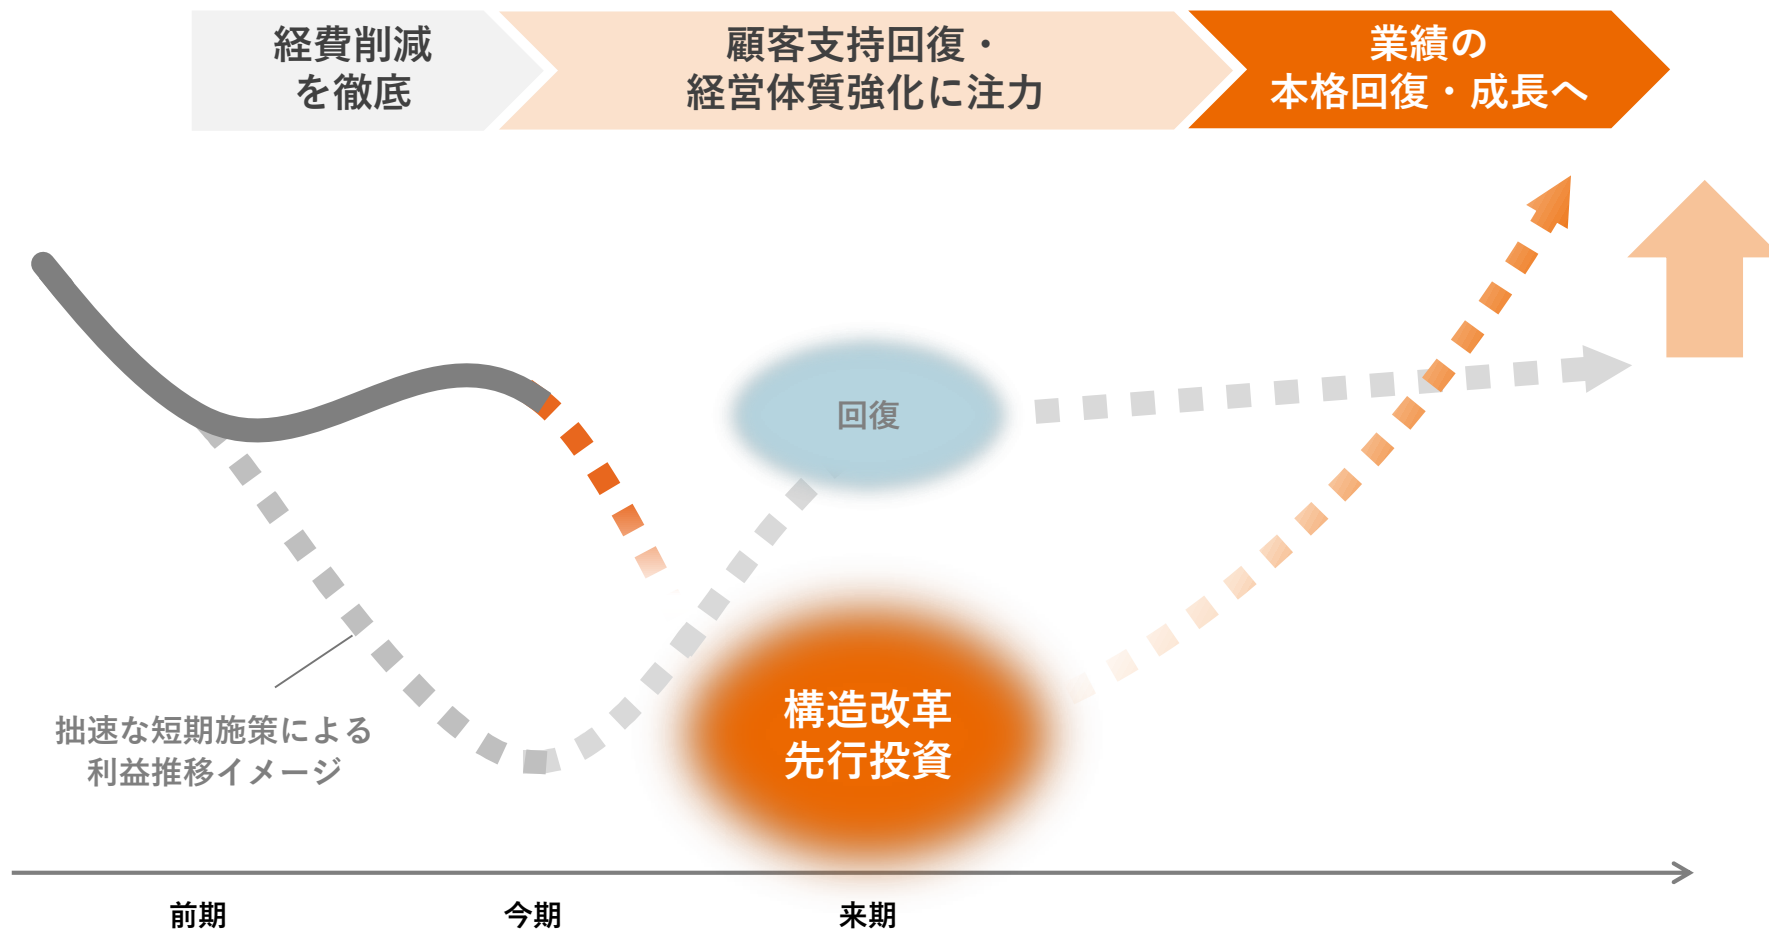 経費削減
を徹底
顧客支持回復・
経営体質強化に注力
業績の
本格回復・成長へ
回復
構造改革
先行投資
拙速な短期施策による
利益推移イメージ
前期
今期
来期